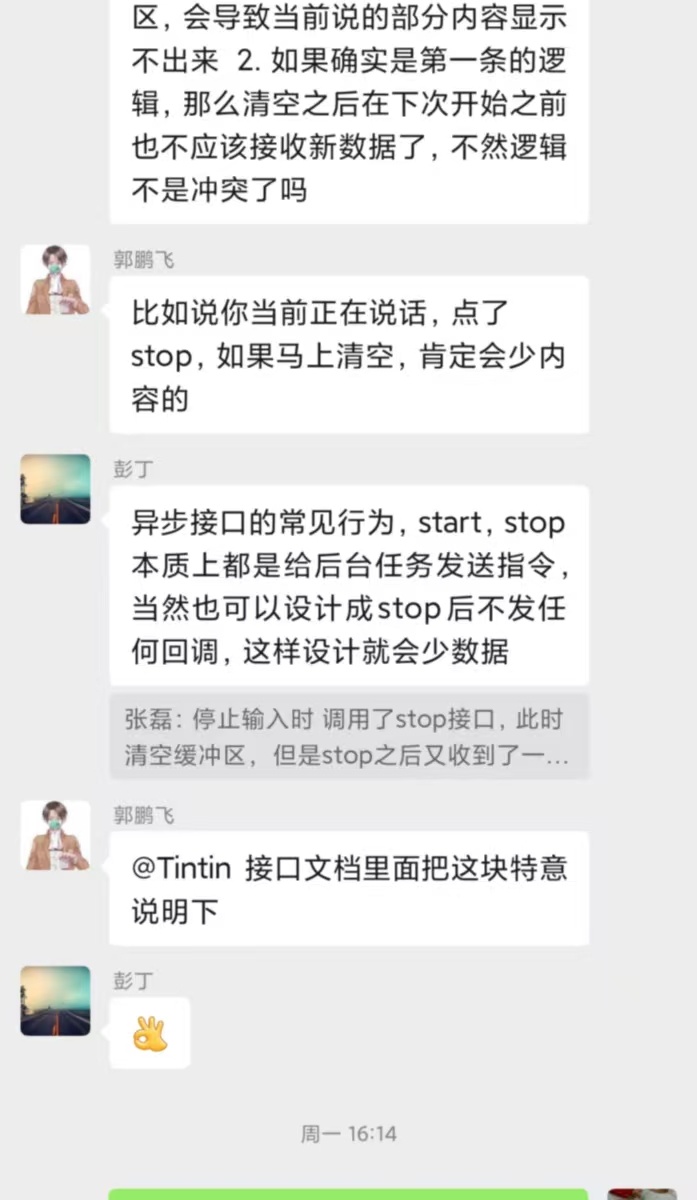 区，会导致当前说的部分内容显示
不出来 2. 如果确实是第一条的逻
辑，那么清空之后在下次开始之前
也不应该接收新数据了，不然逻辑
不是冲突了吗
郭鹏飞
比如说你当前正在说话，点了
stop，如果马上清空，肯定会少内
容的
彭丁
异步接口的常见行为，start，stop
本质上都是给后台任务发送指令，
当然也可以设计成stop后不发任
何回调，这样设计就会少数据
张磊：停止输入时 调用了stop接口，此时
清空缓冲区，但是stop之后又收到了一...
郭鹏飞
@Tintin 接口文档里面把这块特意
说明下
彭丁
👌
周一 16:14